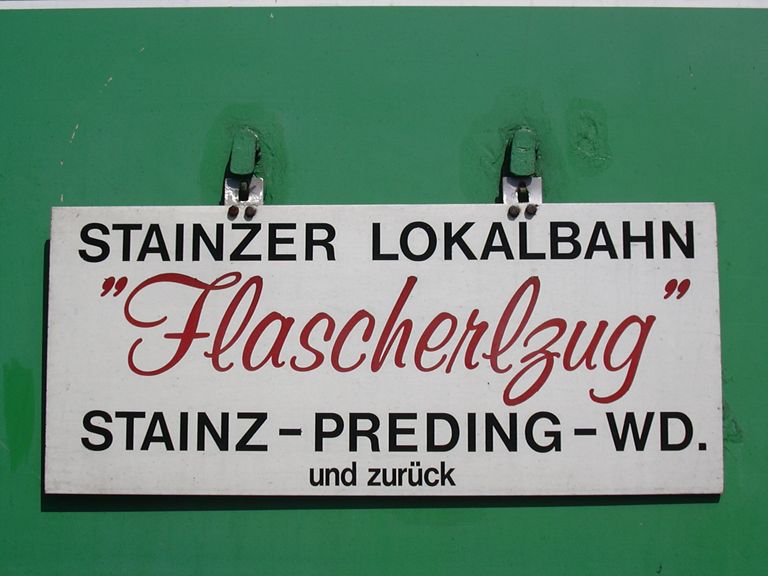 STAINZER LOKALBAHN
"Flascherlzug"
STAINZ-PREDING-WD.
und zurück